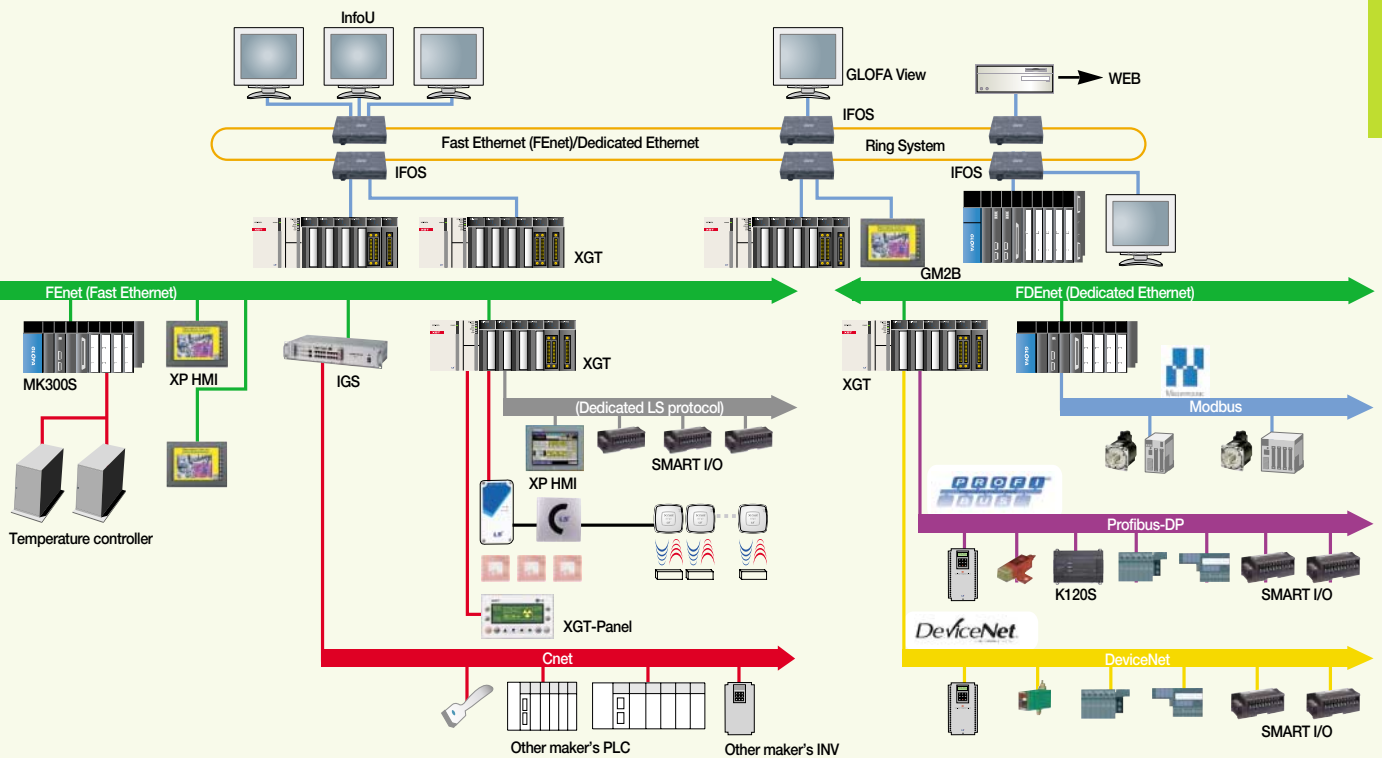 InfoU
GLOFA View
WEB
IFOS
Fast Ethernet (FEnet)/Dedicated Ethernet
Ring System
IFOS
IFOS
XGT
GM2B
FEnet (Fast Ethernet)
FDEnet (Dedicated Ethernet)
MK300S
XP HMI
IGS
XGT
XGT
(Dedicated LS protocol)
Modbus
SMART I/O
XP HMI
PROFI
BUS
Temperature controller
Profibus-DP
K120S
SMART I/O
XGT-Panel
DeviceNet
Cnet
DeviceNet
Other maker's PLC
Other maker's INV
SMART I/O